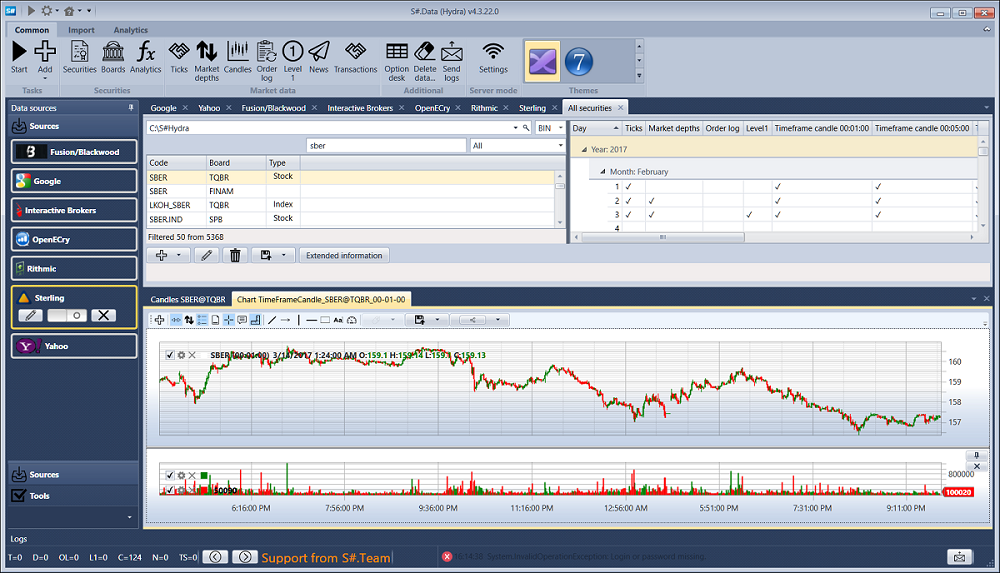 S#
S#.Data (Hydra) v4.3.22.0
Common Import Analytics
Start Add Securities Boards Analytics Ticks Market depths Candles Order log Level 1 News Transactions Option desk Delete data... Send logs Settings 7
Tasks Securities Market data Additional Server mode Themes
Data sources
Sources
Fusion/Blackwood
Google
Interactive Brokers
OpenECry
Rithmic
Sterling
Yahoo
Sources
Tools
Google Yahoo Fusion/Blackwood Interactive Brokers OpenECry Rithmic Sterling All securities
C:\S#Hydra BIN
sber All
Code Board Type
SBER TQBR Stock
SBER FINAM
LKOH_SBER TQBR Index
SBER.IND SPB Stock
Filtered 50 from 5368
Extended information
Day Ticks Market depths Order log Level1 Timeframe candle 00:01:00 Timeframe candle 00:05:00
Year: 2017
Month: February
1 ✓ ✓ ✓
2 ✓ ✓ ✓ ✓
3 ✓ ✓ ✓ ✓ ✓
4
Candles SBER@TQBR Chart TimeFrameCandle_SBER@TQBR_00-01-00
Aa
SBER (00:01:00) 3/14/2017 1:24:00 AM O:159.1 H:159.14 L:159.1 C:159.13
160
159
158
157
800000
100020
6:16:00 PM 7:56:00 PM 9:36:00 PM 11:16:00 PM 12:56:00 AM 5:51:00 PM 7:31:00 PM 9:11:00 PM
Logs
T=0 D=0 OL=0 L1=0 C=124 N=0 TS=0 Support from S#.Team 16:14:10 System.InvalidOperationException: Login or password missing.